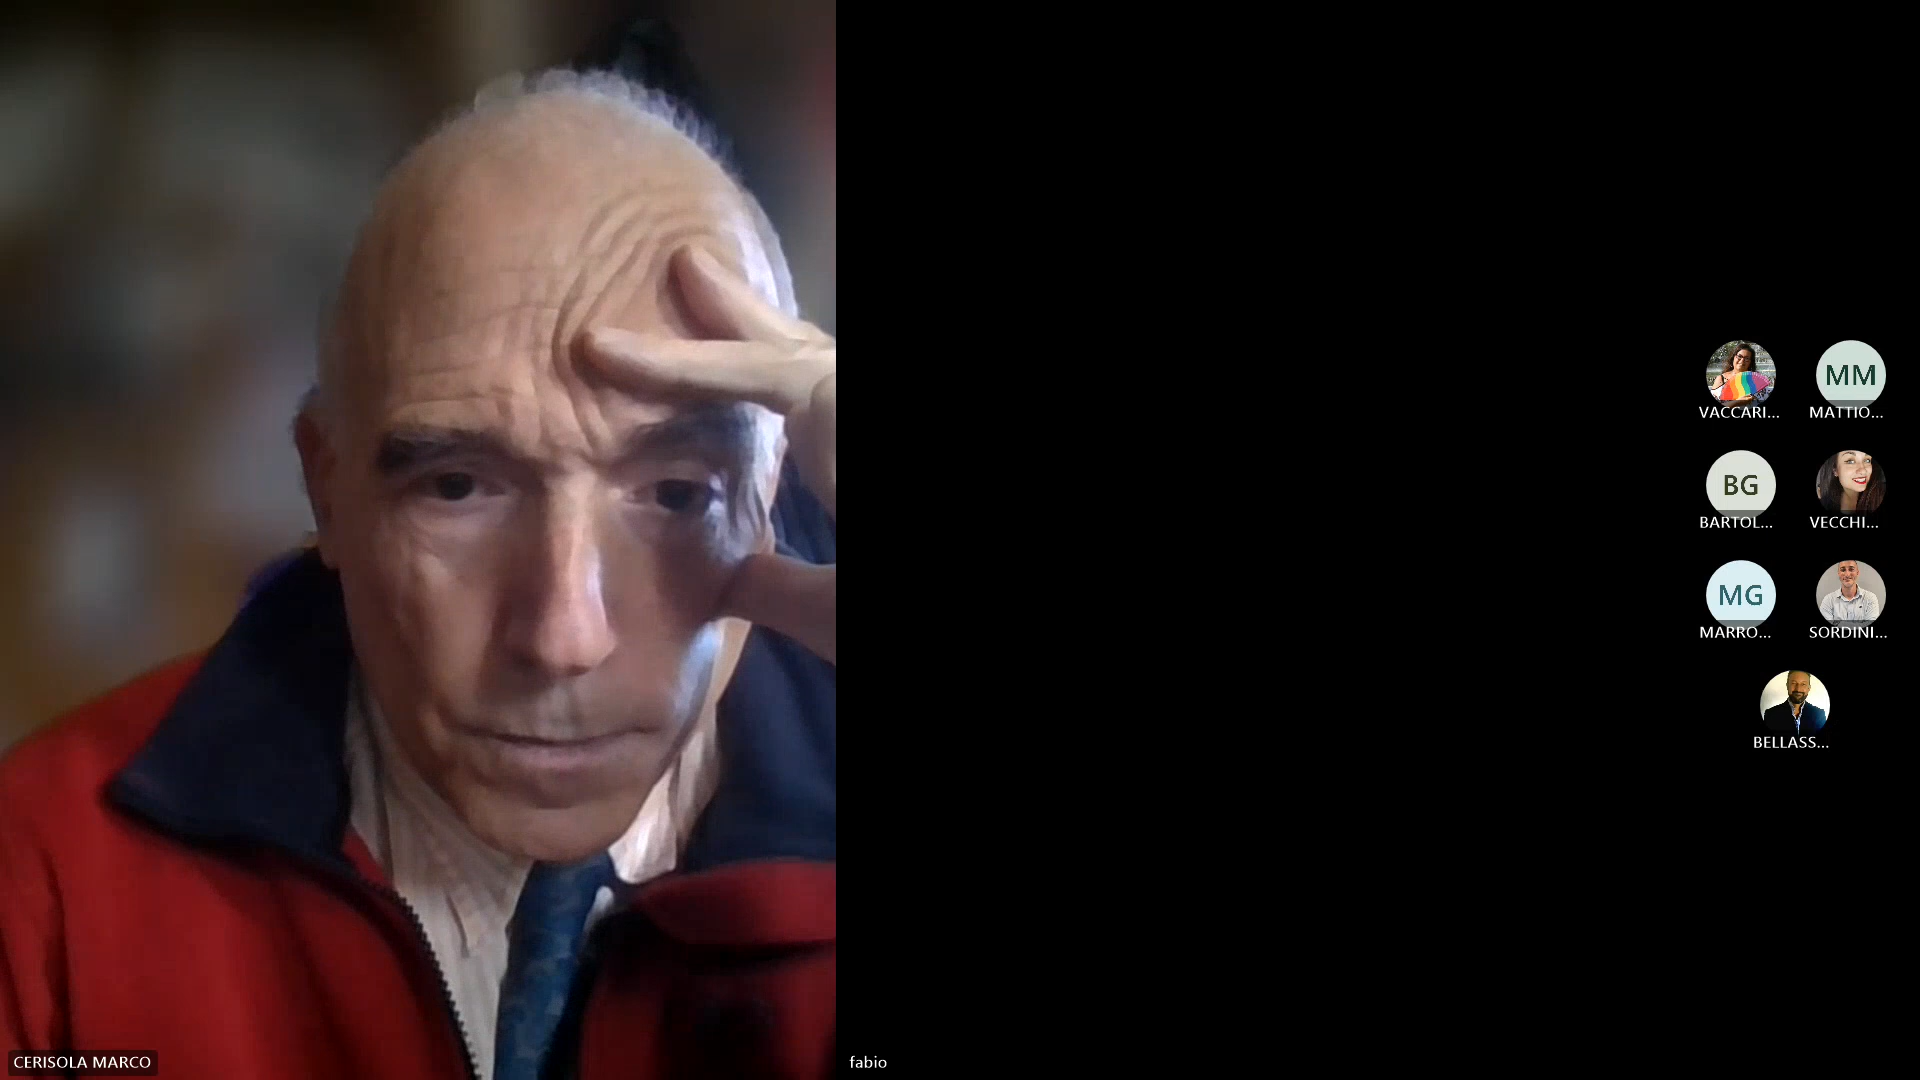 VACCARI...
MATTIO...
MM
BG
BARTOL...
VECCHI...
MG
MARRO...
SORDINI...
BELLASS...
CERISOLA MARCO
fabio